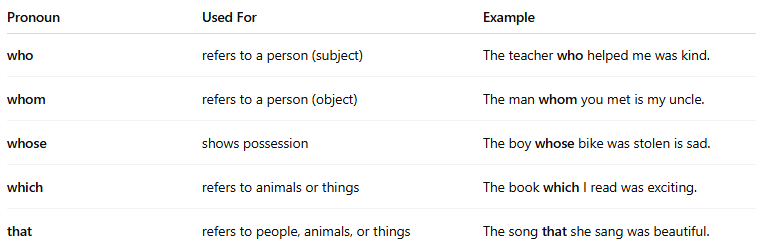 Pronoun Used For Example
who refers to a person (subject) The teacher who helped me was kind.
whom refers to a person (object) The man whom you met is my uncle.
whose shows possession The boy whose bike was stolen is sad.
which refers to animals or things The book which I read was exciting.
that refers to people, animals, or things The song that she sang was beautiful.